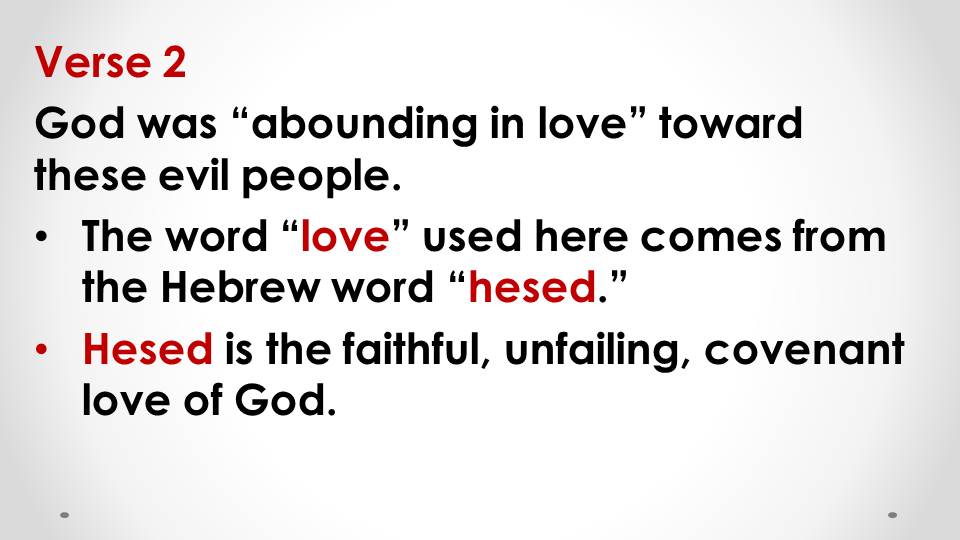 Verse 2
God was “abounding in love” toward
these evil people.
• The word “love” used here comes from
the Hebrew word “hesed.”
• Hesed is the faithful, unfailing, covenant
love of God.